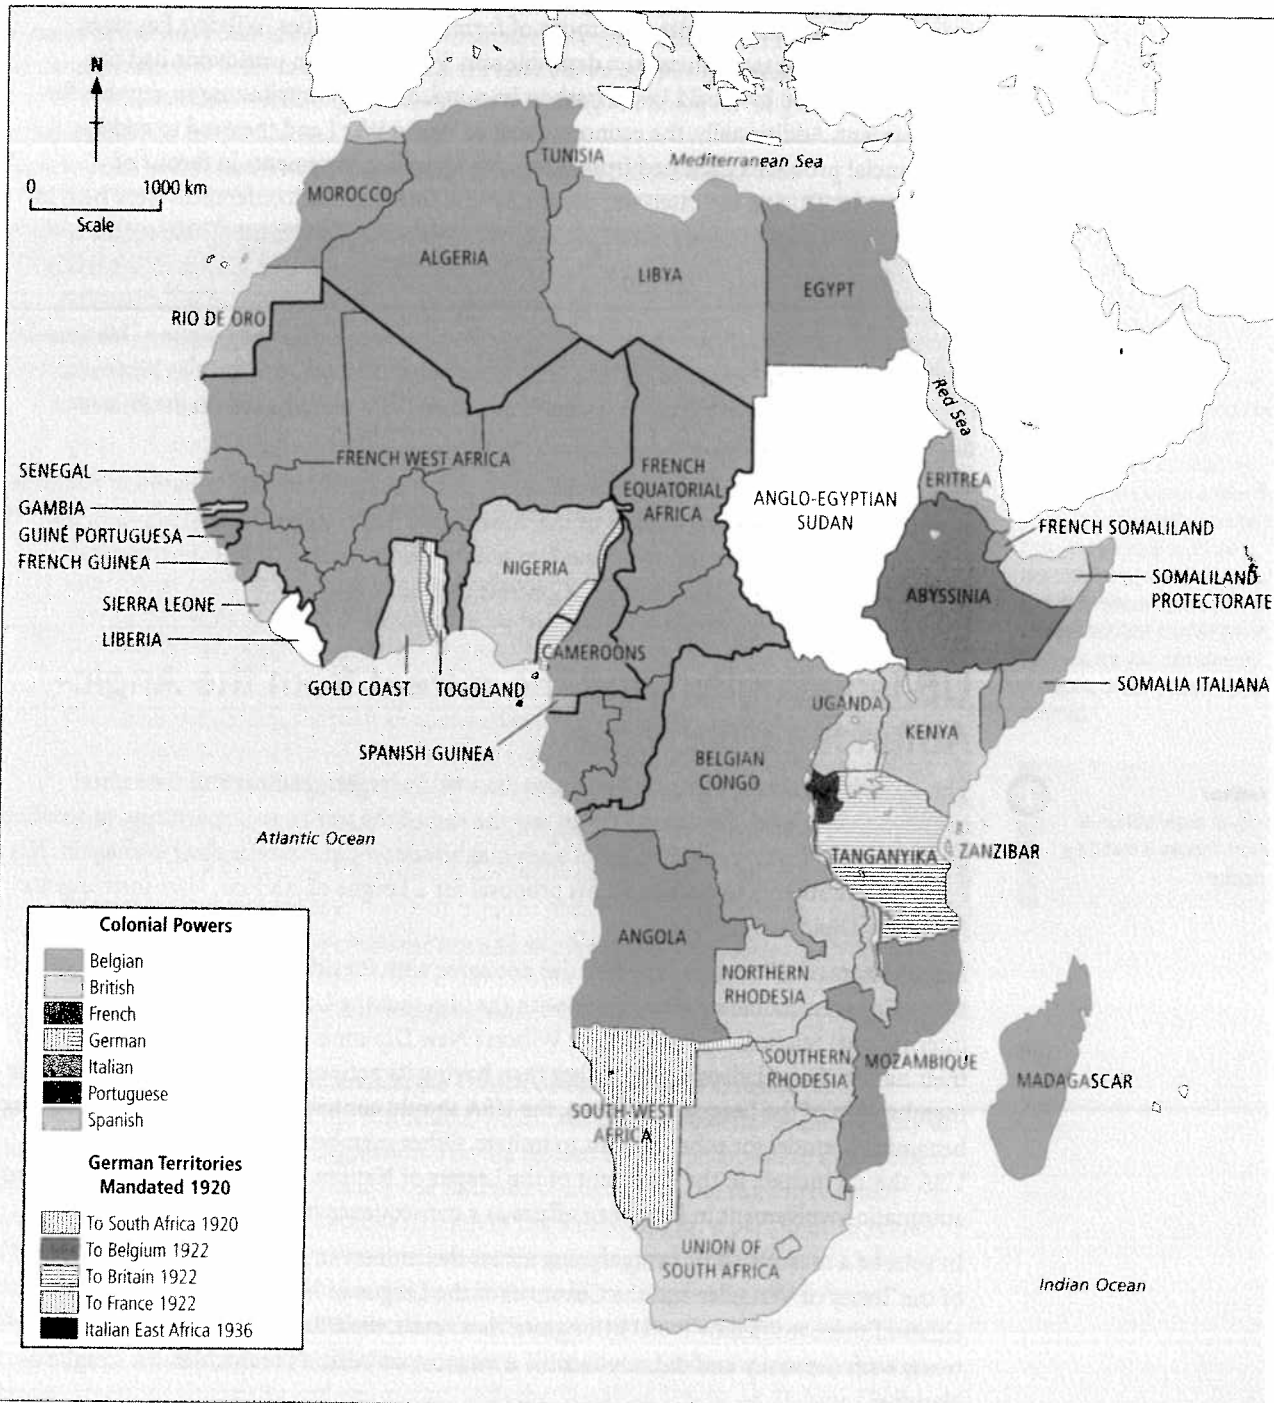 N
0 1000 km
Scale
TUNISIA
Mediterranean Sea
MOROCCO
ALGERIA
LIBYA
EGYPT
RIO DE ORO
Red Sea
SENEGAL
FRENCH WEST AFRICA
FRENCH
EQUATORIAL
AFRICA
ANGLO-EGYPTIAN
SUDAN
ERITREA
GAMBIA
GUINÉ PORTUGUESA
FRENCH GUINEA
FRENCH SOMALILAND
NIGERIA
SIERRA LEONE
ABYSSINIA
SOMALILAND
PROTECTORATE
LIBERIA
CAMEROONS
GOLD COAST
TOGOLAND
SOMALIA ITALIANA
UGANDA
KENYA
SPANISH GUINEA
BELGIAN
CONGO
Atlantic Ocean
TANGANYIKA
ZANZIBAR
ANGOLA
NORTHERN
RHODESIA
SOUTHERN
RHODESIA
MOZAMBIQUE
MADAGASCAR
SOUTH-WEST
AFRICA
UNION OF
SOUTH AFRICA
Indian Ocean
Colonial Powers
Belgian
British
French
German
Italian
Portuguese
Spanish
German Territories
Mandated 1920
To South Africa 1920
To Belgium 1922
To Britain 1922
To France 1922
Italian East Africa 1936